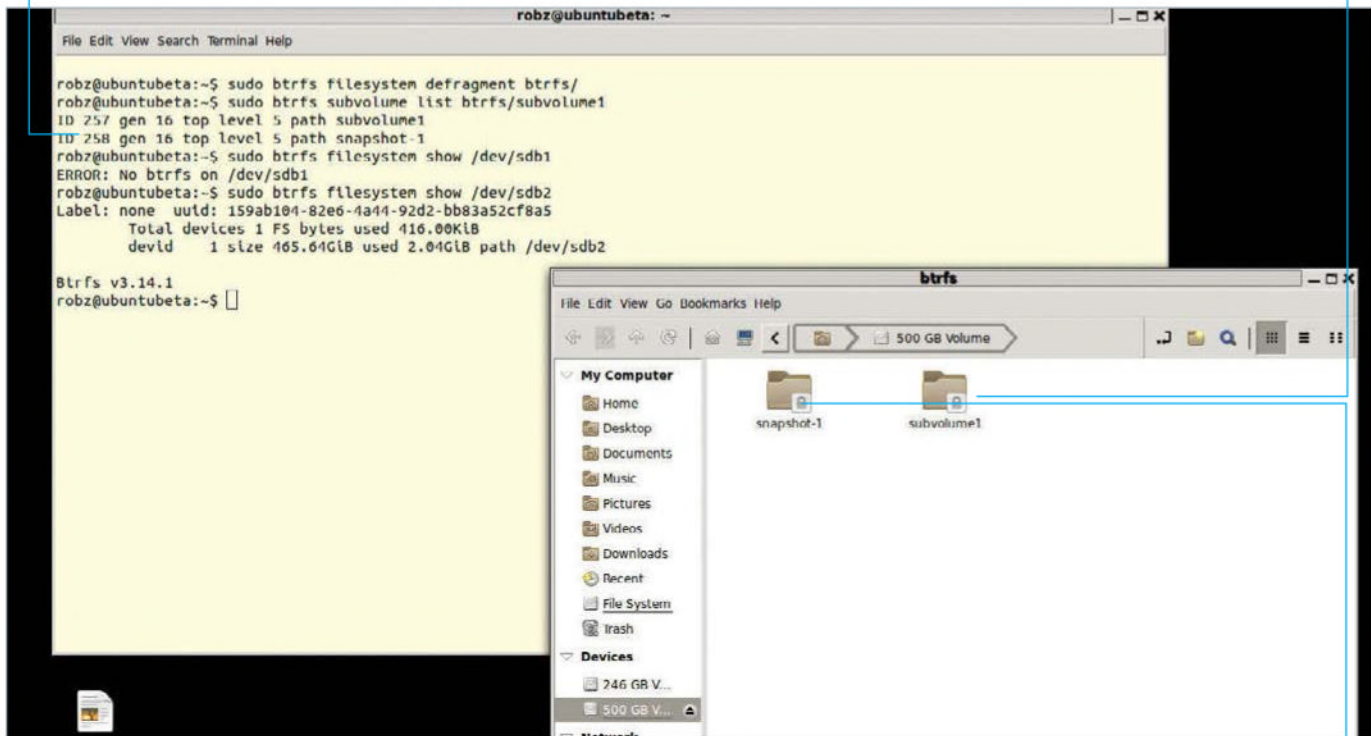 robz@ubuntubeta: ~
File Edit View Search Terminal Help
robz@ubuntubeta:~$ sudo btrfs filesystem defragment btrfs/
robz@ubuntubeta:~$ sudo btrfs subvolume list btrfs/subvolume1
ID 257 gen 16 top level 5 path subvolume1
ID 258 gen 16 top level 5 path snapshot-1
robz@ubuntubeta:~$ sudo btrfs filesystem show /dev/sdb1
ERROR: No btrfs on /dev/sdb1
robz@ubuntubeta:~$ sudo btrfs filesystem show /dev/sdb2
Label: none  uuid: 159ab104-82e6-4a44-92d2-bb83a52cf8a5
Total devices 1 FS bytes used 416.00KiB
devid    1 size 465.64GiB used 2.04GiB path /dev/sdb2
Btrfs v3.14.1
robz@ubuntubeta:~$
btrfs
File Edit View Go Bookmarks Help
500 GB Volume
My Computer
Home
Desktop
Documents
Music
Pictures
Videos
Downloads
Recent
File System
Trash
Devices
246 GB V...
500 GB V...
Network
snapshot-1
subvolume1